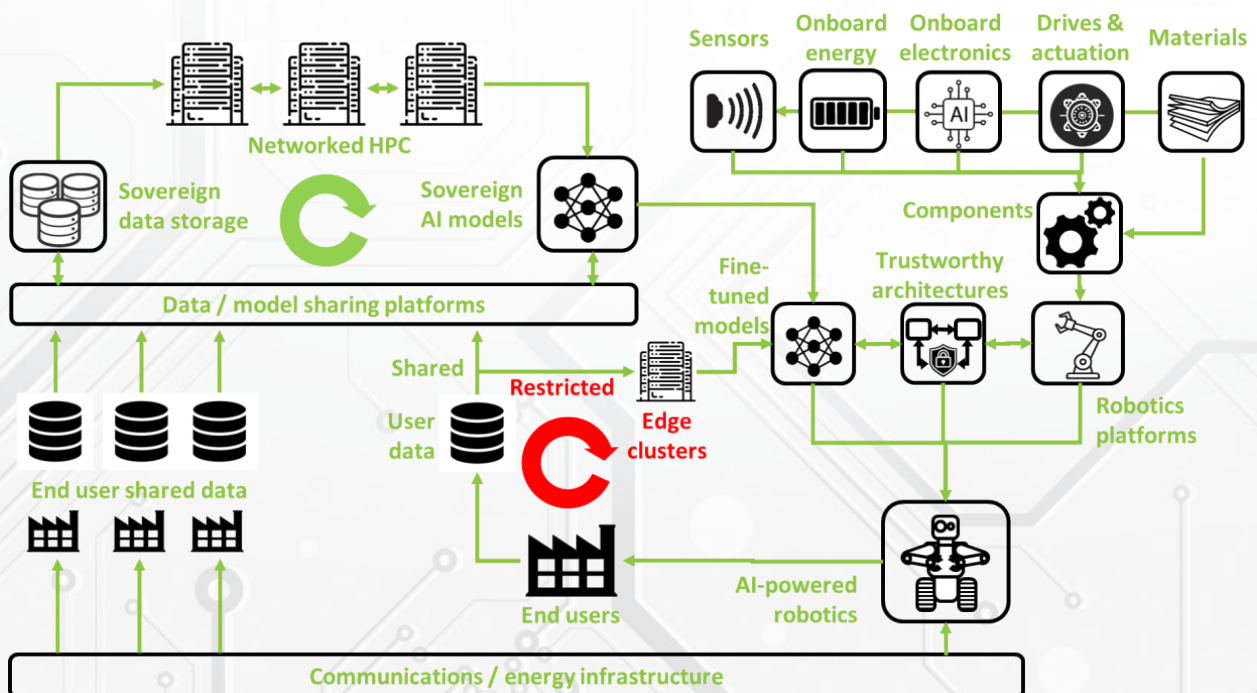 Sensors
Onboard
energy
Onboard
electronics
Drives &
actuation
Materials
AI
Networked HPC
Sovereign
data storage
Sovereign
AI models
Components
Data / model sharing platforms
Fine-
tuned
models
Trustworthy
architectures
Shared
Restricted
User
data
Edge
clusters
Robotics
platforms
End user shared data
AI-powered
robotics
End users
Communications / energy infrastructure